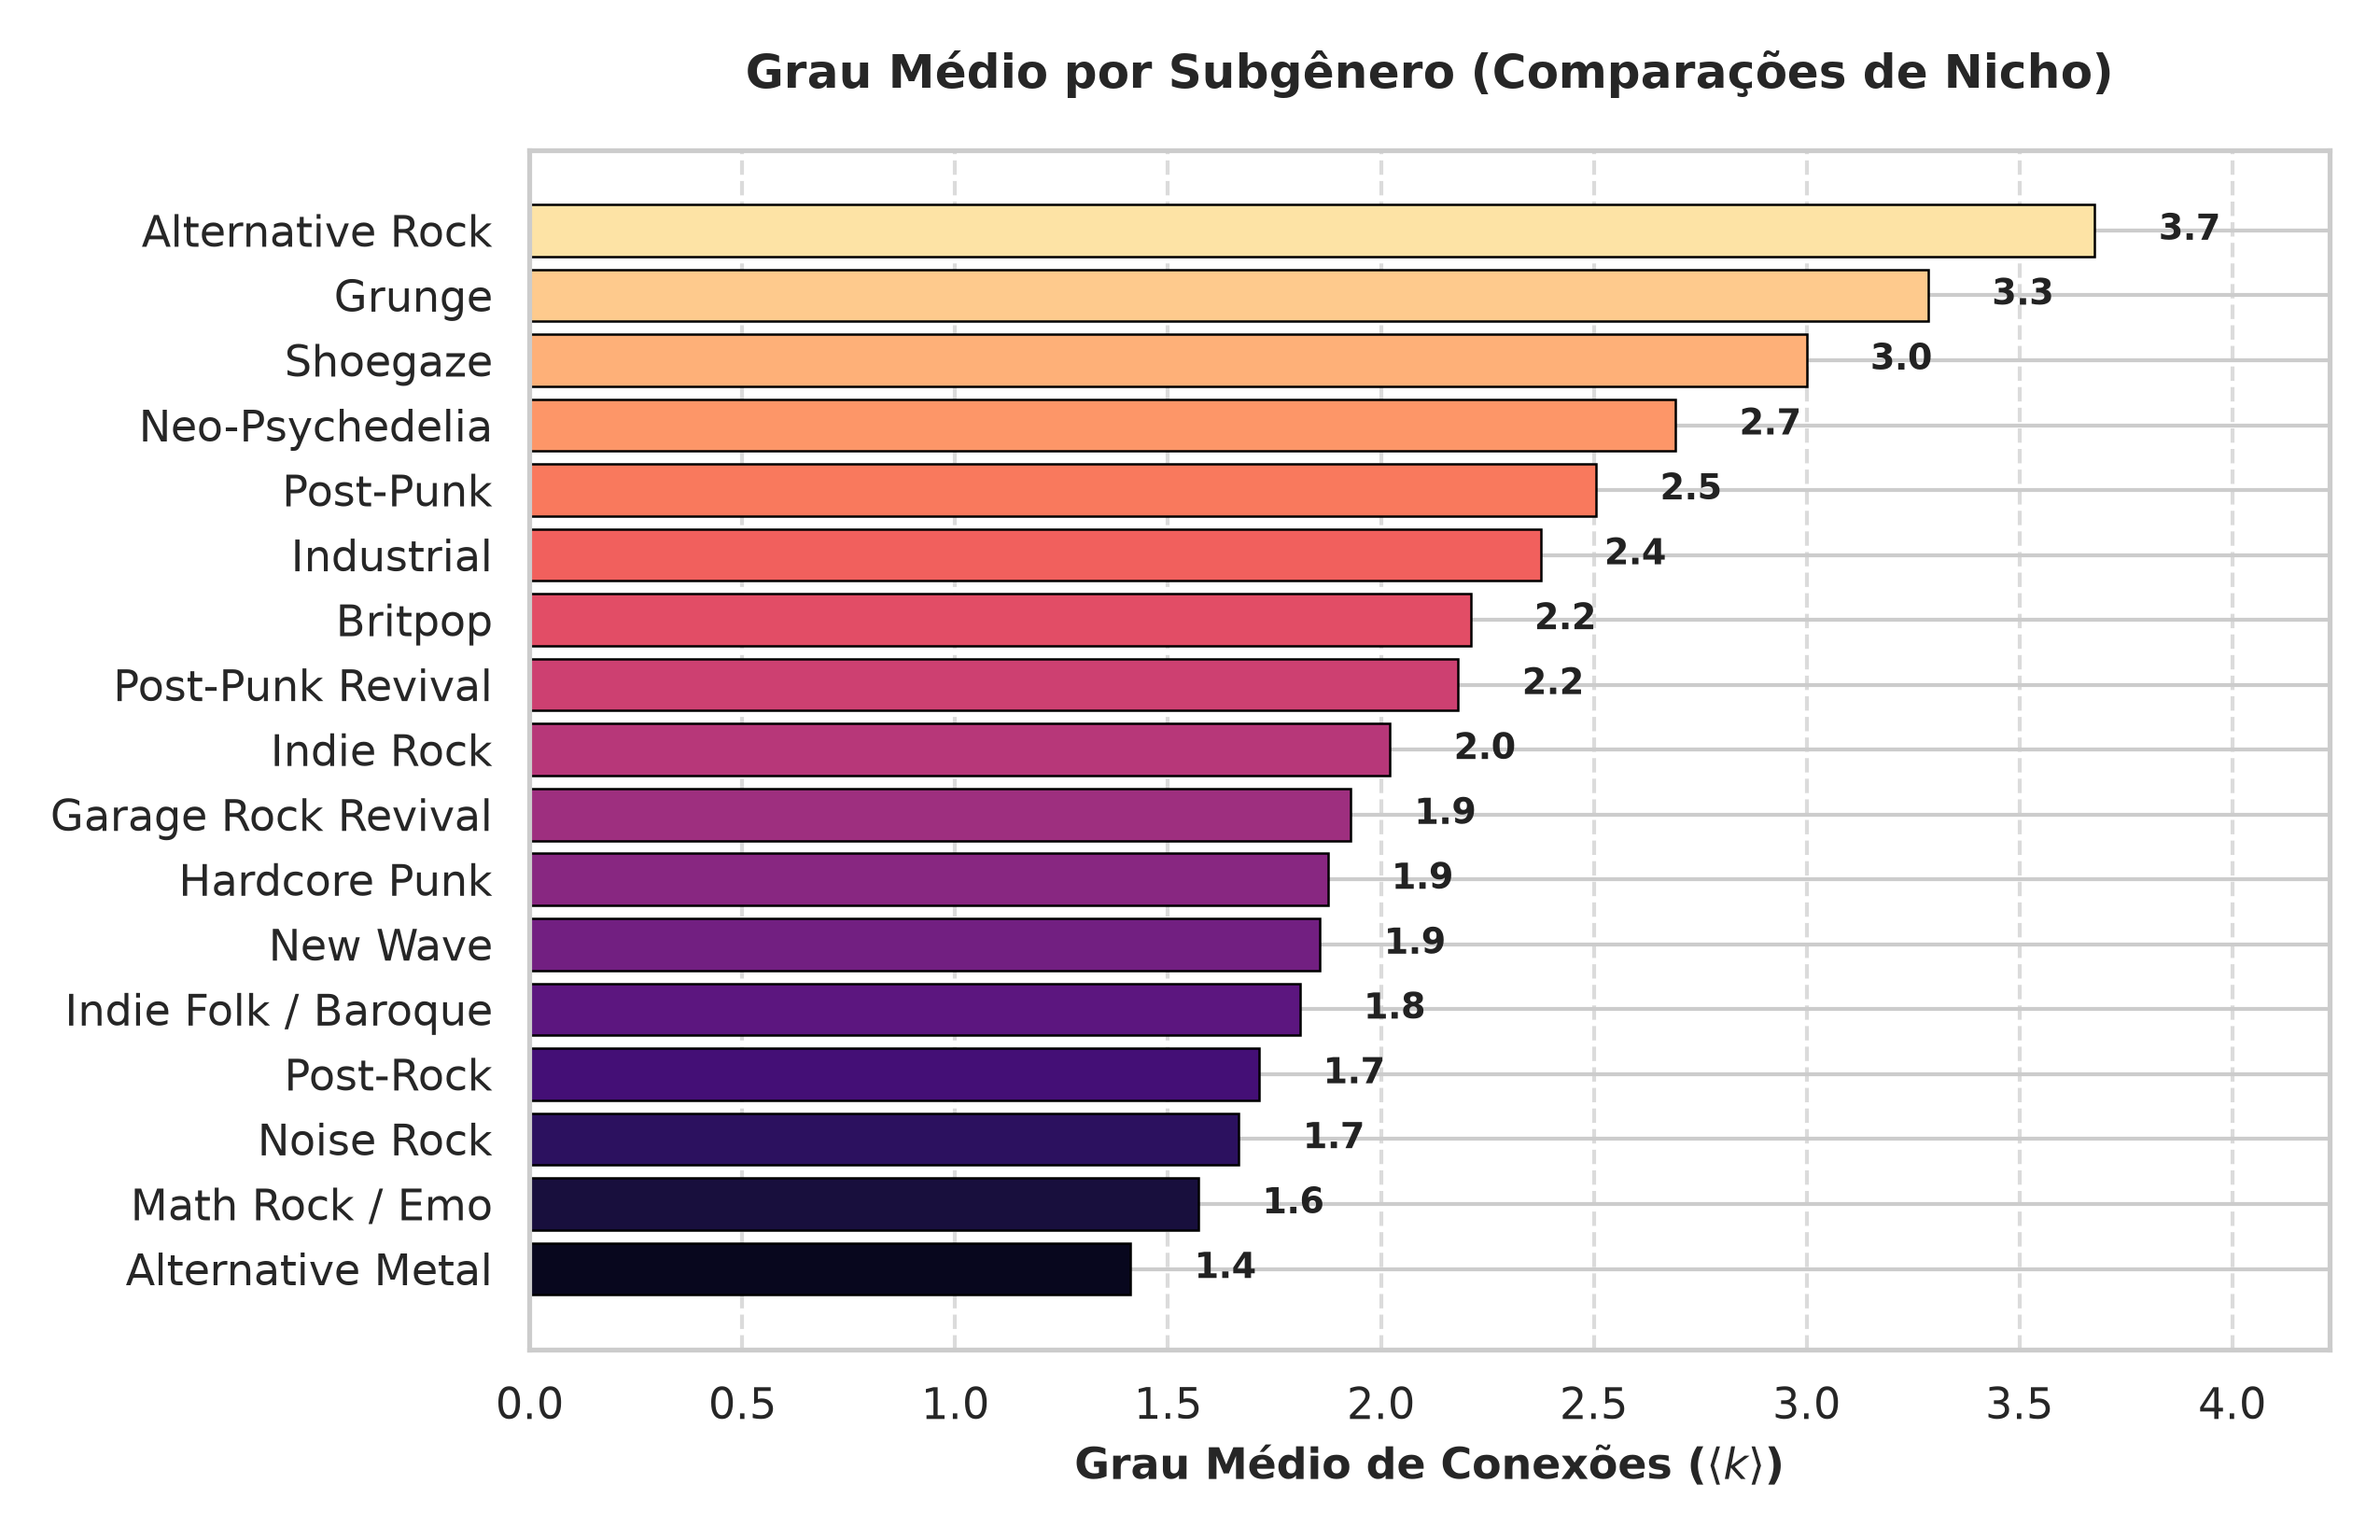 Grau Médio por Subgênero (Comparações de Nicho)
Alternative Rock 3.7
Grunge 3.3
Shoegaze 3.0
Neo-Psychedelia 2.7
Post-Punk 2.5
Industrial 2.4
Britpop 2.2
Post-Punk Revival 2.2
Indie Rock 2.0
Garage Rock Revival 1.9
Hardcore Punk 1.9
New Wave 1.9
Indie Folk / Baroque 1.8
Post-Rock 1.7
Noise Rock 1.7
Math Rock / Emo 1.6
Alternative Metal 1.4
0.0 0.5 1.0 1.5 2.0 2.5 3.0 3.5 4.0
Grau Médio de Conexões (⟨k⟩)